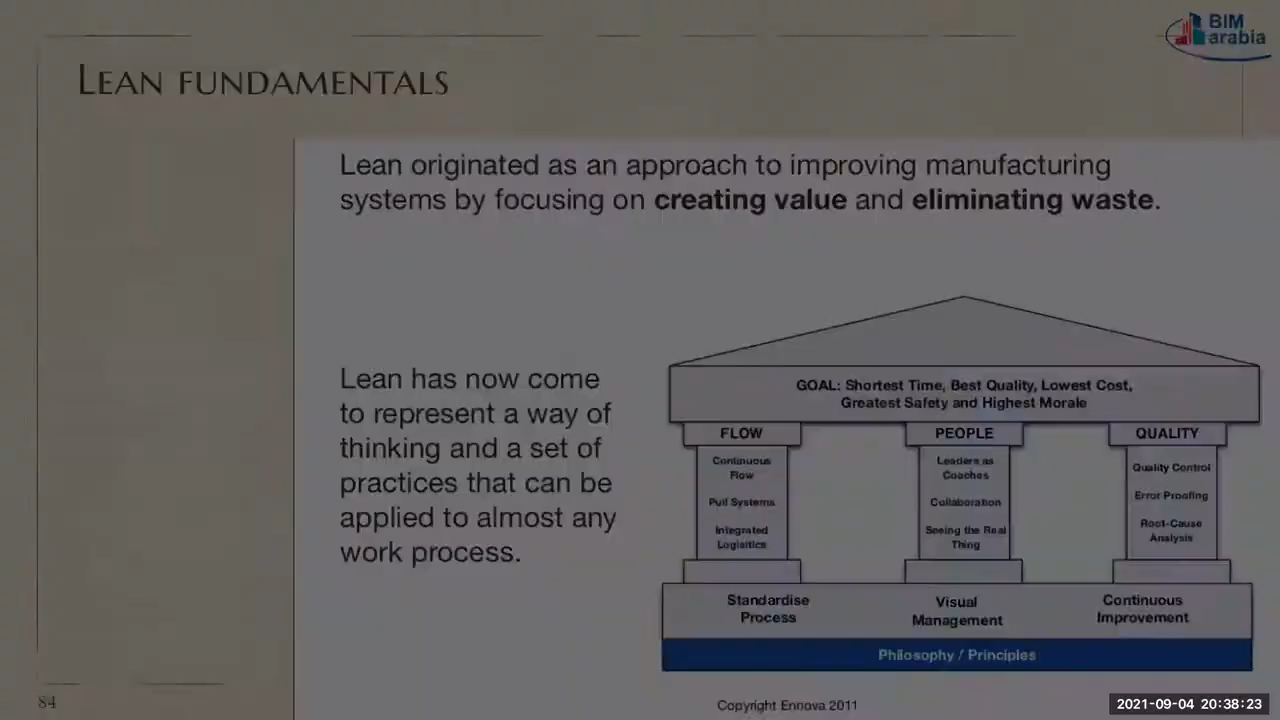 BIM
arabia
LEAN FUNDAMENTALS
Lean originated as an approach to improving manufacturing
systems by focusing on creating value and eliminating waste.
Lean has now come
to represent a way of
thinking and a set of
practices that can be
applied to almost any
work process.
GOAL: Shortest Time, Best Quality, Lowest Cost,
Greatest Safety and Highest Morale
FLOW
Continuous
Flow
Pull Systems
Integrated
Logisitics
PEOPLE
Leaders as
Coaches
Collaboration
Seeing the Real
Thing
QUALITY
Quality Control
Error Proofing
Root-Cause
Analysis
Standardise
Process
Visual
Management
Continuous
Improvement
Philosophy / Principles
84
Copyright Ennova 2011
2021-09-04 20:38:23